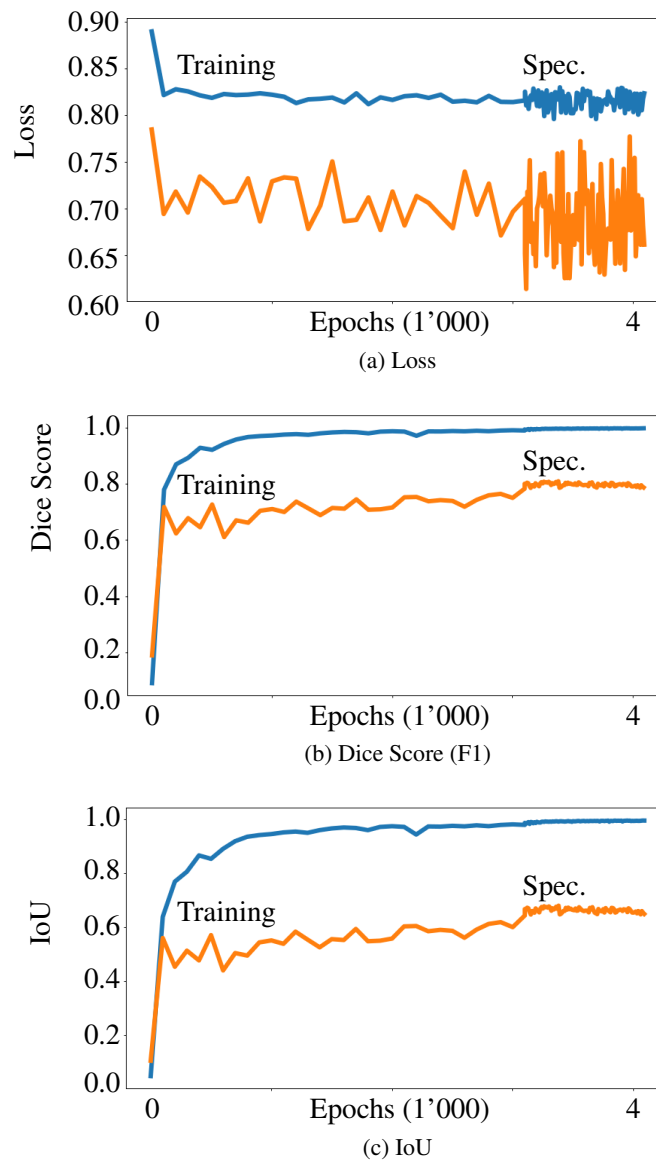 0.90
0.85
0.80
0.75
0.70
0.65
0.60
Loss
Training
Spec.
0
Epochs (1'000)
4
(a) Loss
1.0
0.8
0.6
0.4
0.2
0.0
Dice Score
Training
Spec.
0
Epochs (1'000)
4
(b) Dice Score (F1)
1.0
0.8
0.6
0.4
0.2
0.0
IoU
Training
Spec.
0
Epochs (1'000)
4
(c) IoU